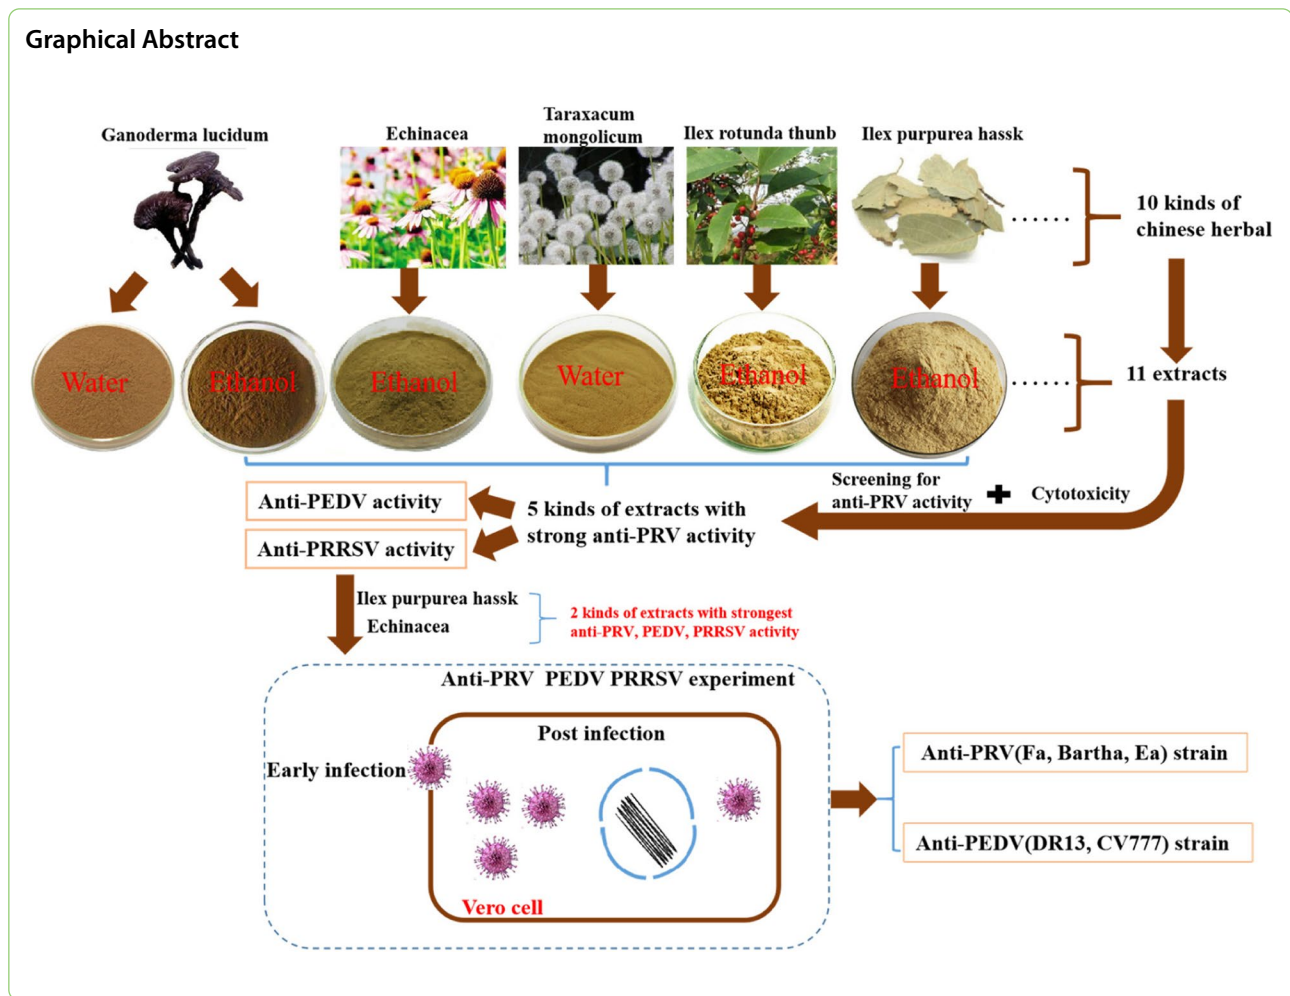 Graphical Abstract
Ganoderma lucidum
Echinacea
Taraxacum
mongolicum
Ilex rotunda thunb
Ilex purpurea hassk
......
10 kinds of
chinese herbal
Water
Ethanol
Ethanol
Water
Ethanol
Ethanol
......
11 extracts
Screening for
anti-PRV activity
Cytotoxicity
Anti-PEDV activity
Anti-PRRSV activity
5 kinds of extracts with
strong anti-PRV activity
Ilex purpurea hassk
Echinacea
2 kinds of extracts with strongest
anti-PRV, PEDV, PRRSV activity
Anti-PRV PEDV PRRSV experiment
Post infection
Early infection
Vero cell
Anti-PRV(Fa, Bartha, Ea) strain
Anti-PEDV(DR13, CV777) strain